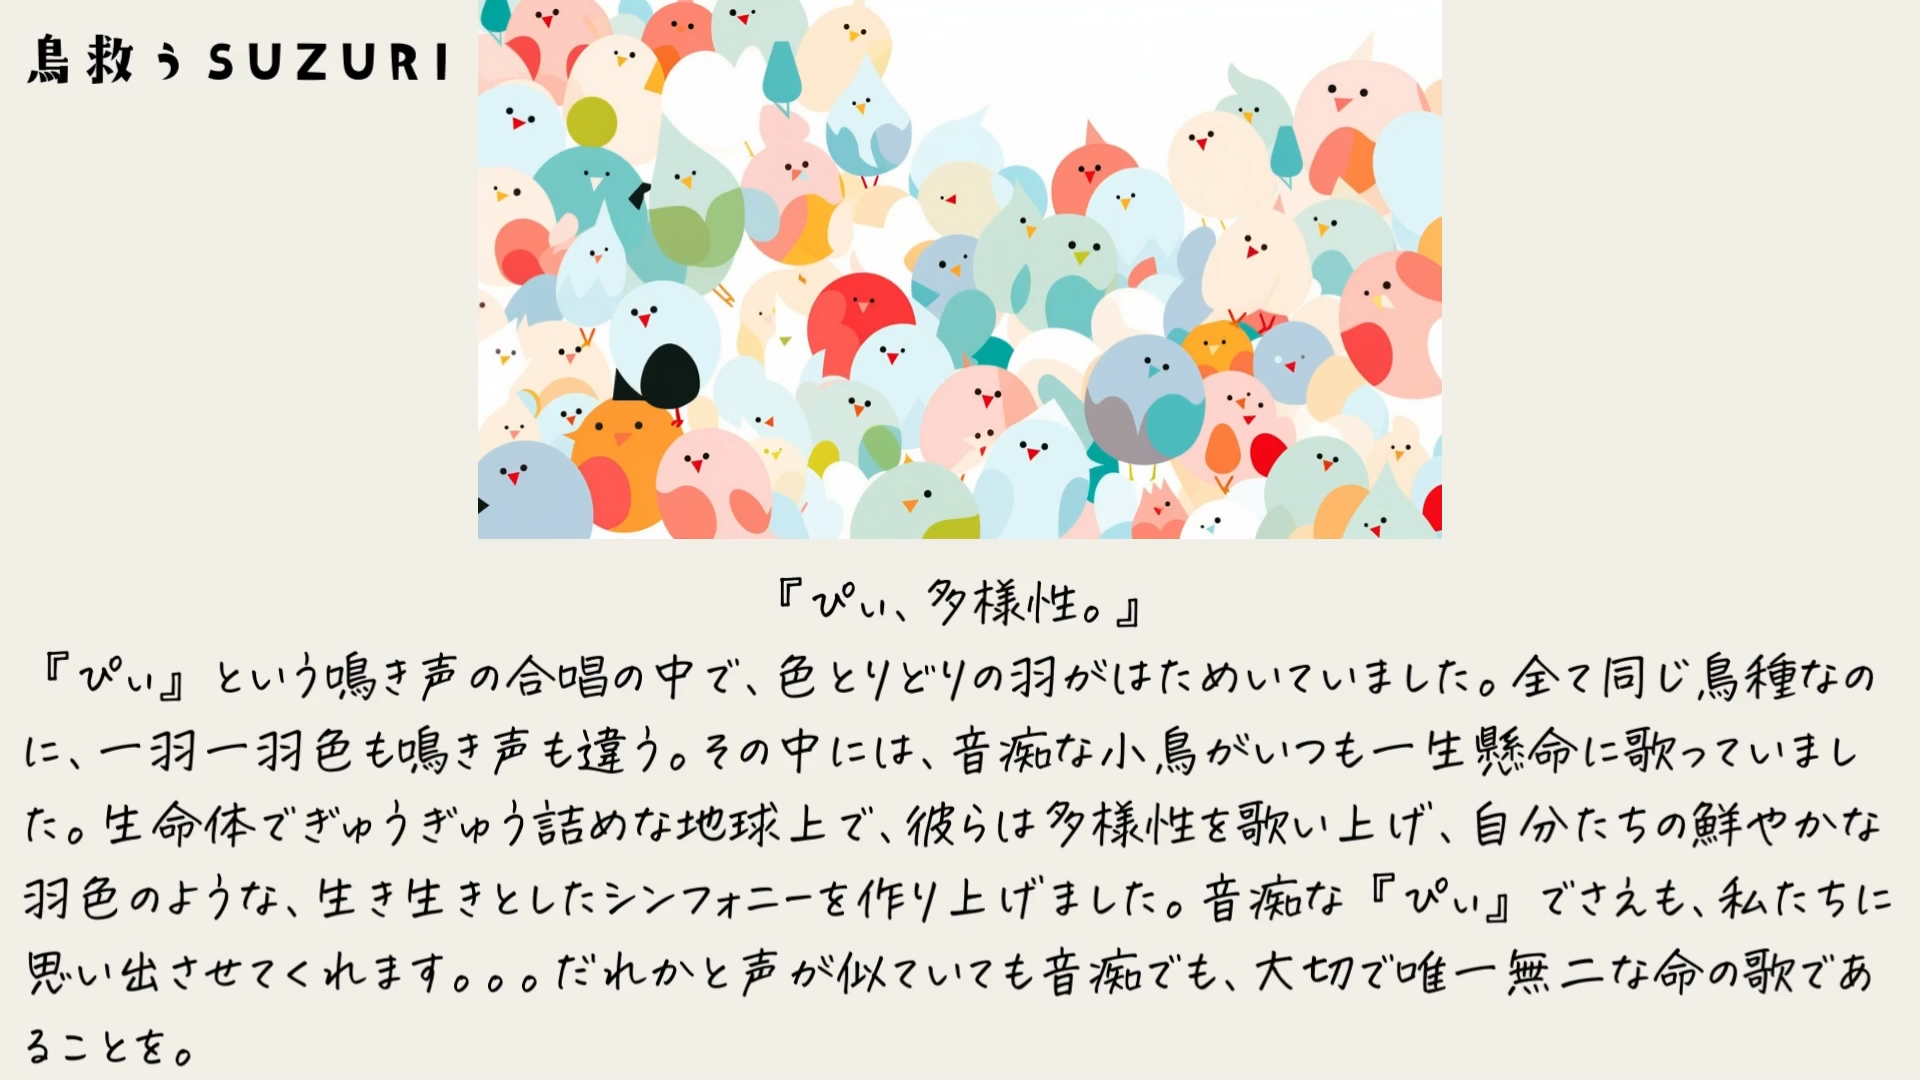 鳥救う SUZURI
『ぴぃ、多様性。』
『ぴぃ』という鳴き声の合唱の中で、色とりどりの羽がはためいていました。全て同じ鳥種なの
に、一羽一羽色も鳴き声も違う。その中には、音痴な小鳥がいつも一生懸命に歌っていまし
た。生命体でぎゅうぎゅう詰めな地球上で、彼らは多様性を歌い上げ、自分たちの鮮やかな
羽色のような、生き生きとしたシンフォニーを作り上げました。音痴な『ぴぃ』でさえも、私たちに
思い出させてくれます。。。だれかと声が似ていても音痴でも、大切で唯一無二な命の歌であ
ることを。